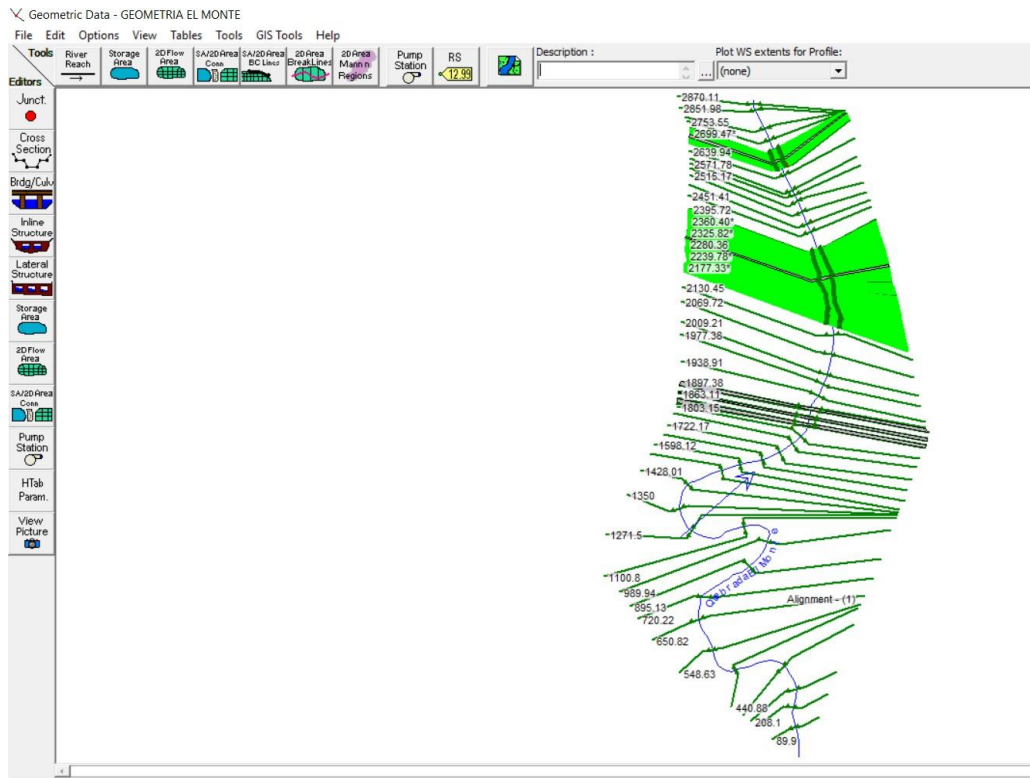 Geometric Data - GEOMETRIA EL MONTE
File Edit Options View Tables Tools GIS Tools Help
Tools
Editors
River Reach
Storage Area
2D Flow Area
SA/2D Area Conn
SA/2D Area BC Lines
2D Area BreakLines
2D Area Mann n Regions
Pump Station
RS
12.99
Description :
...
Plot WS extents for Profile:
(none)
Junct.
Cross Section
Brdg/Culv
Inline Structure
Lateral Structure
Storage Area
2D Flow Area
SA/2D Area Conn
Pump Station
HTab Param.
View Picture
2870.11
2851.98
2753.55
2699.47*
2639.94
2571.78
2515.17
2451.41
2395.72
2360.40*
2325.82*
2280.36
2239.78*
2177.33*
2130.45
2069.72
2009.21
1977.38
1938.91
1897.38
1863.11
1803.15
1722.17
1598.12
1428.01
1350
1271.5
1100.8
989.94
895.13
720.22
650.82
548.63
440.88
208.1
89.9
Alignment - (1)